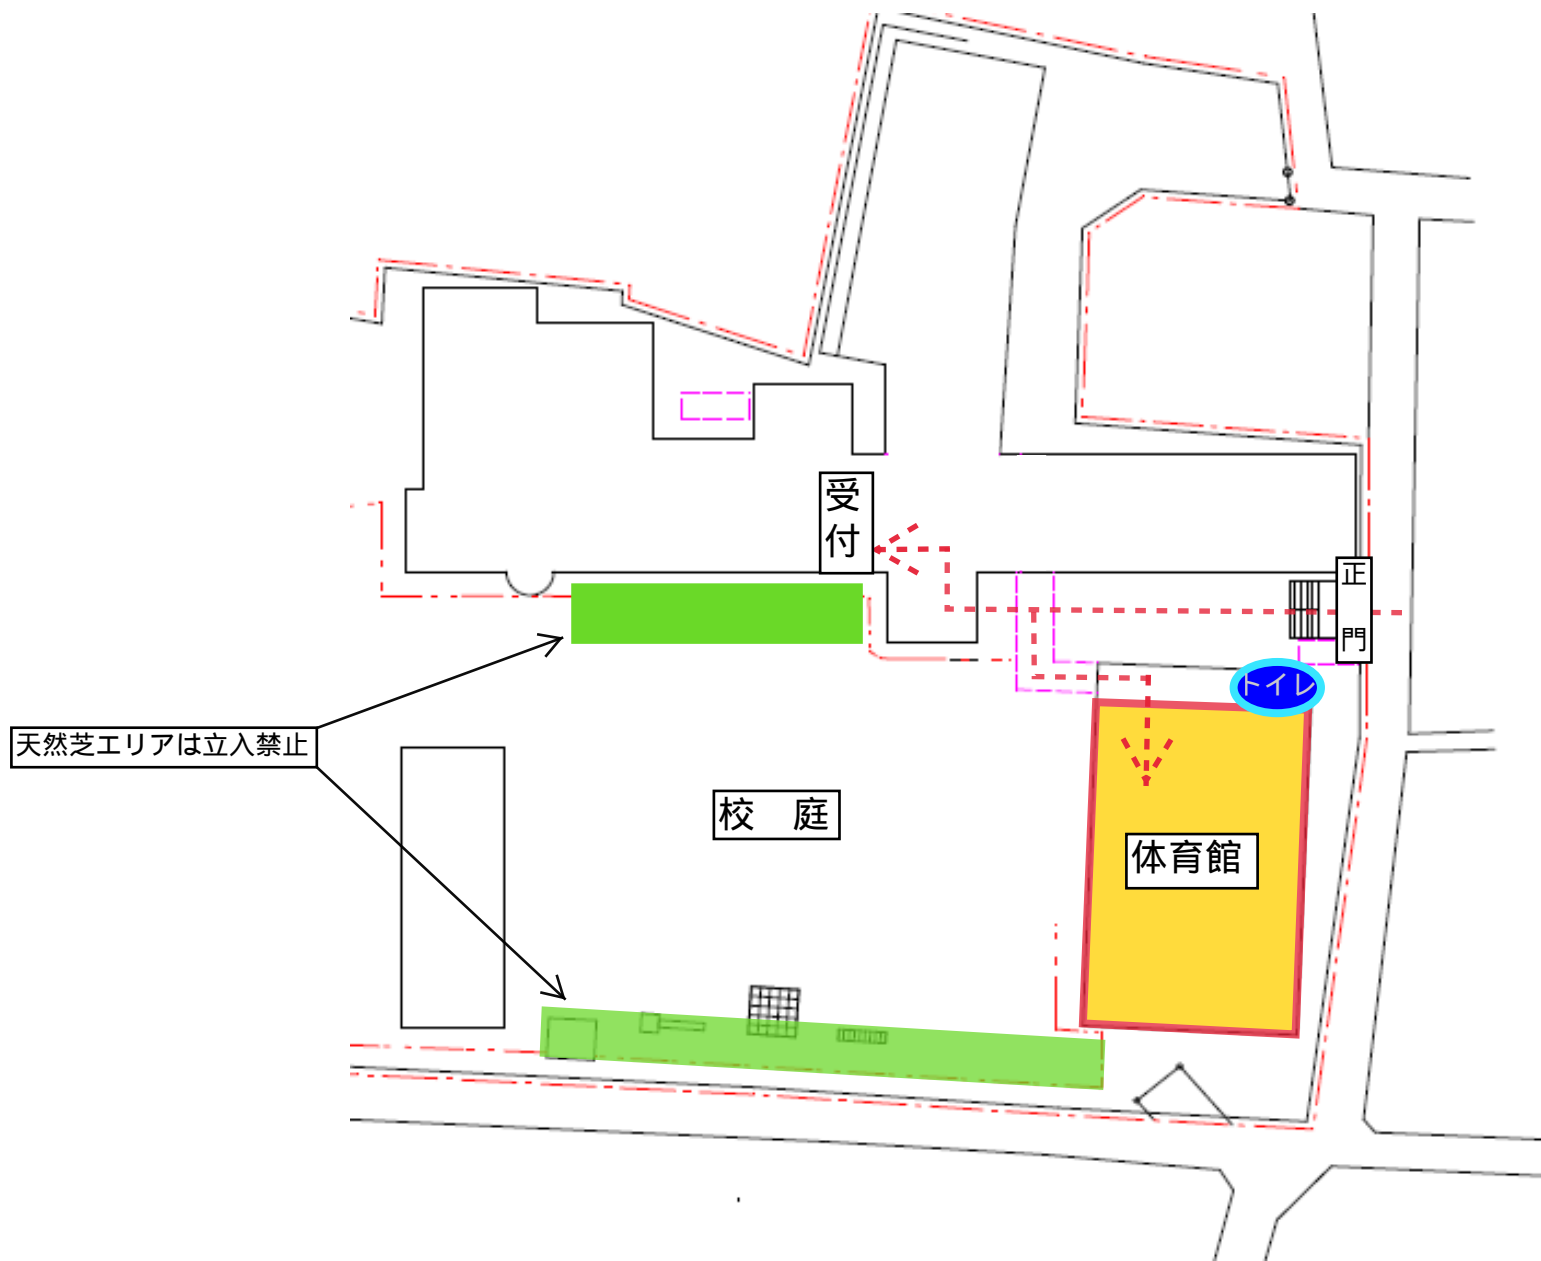 受付
正門
トイレ
天然芝エリアは立入禁止
校　庭
体育館